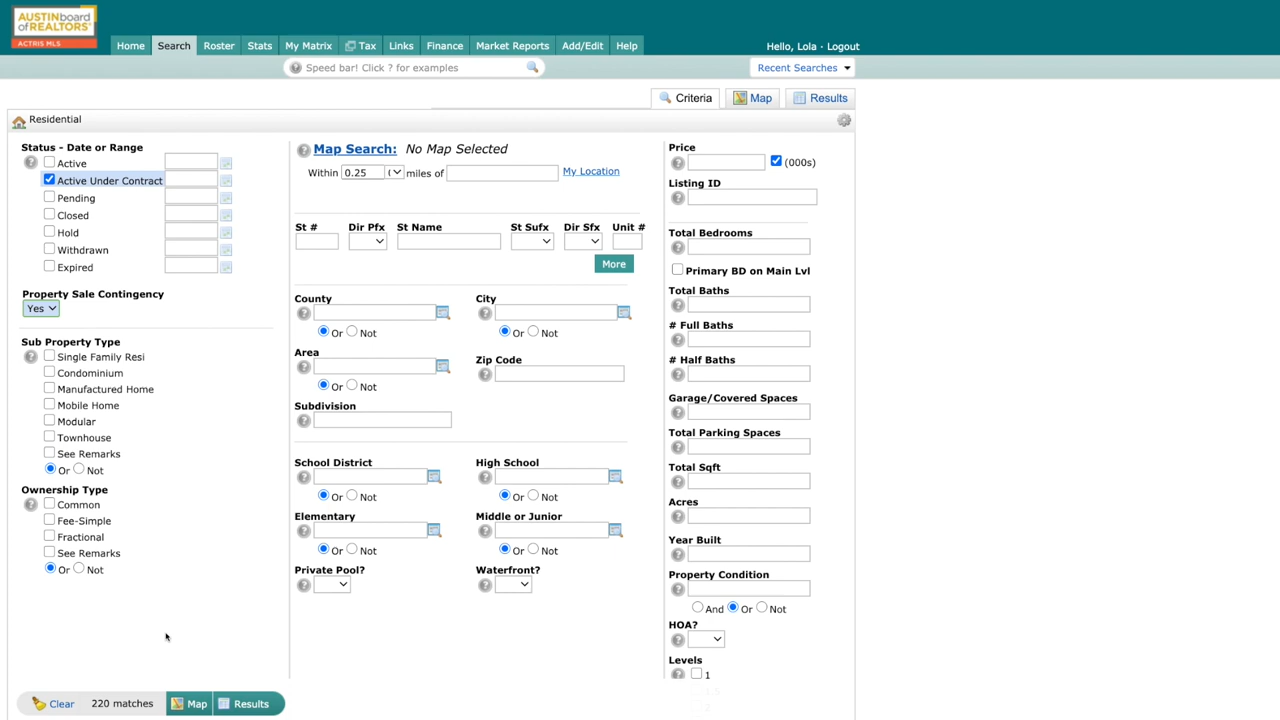 AUSTINboard
of REALTORS®
ACTRIS MLS
Home Search Roster Stats My Matrix Tax Links Finance Market Reports Add/Edit Help
Hello, Lola · Logout
Speed bar! Click ? for examples
Recent Searches
Criteria Map Results
Residential
Status - Date or Range
Active
Active Under Contract
Pending
Closed
Hold
Withdrawn
Expired
Property Sale Contingency
Yes
Sub Property Type
Single Family Resi
Condominium
Manufactured Home
Mobile Home
Modular
Townhouse
See Remarks
Or Not
Ownership Type
Common
Fee-Simple
Fractional
See Remarks
Or Not
Map Search: No Map Selected
Within 0.25 ( miles of My Location
St # Dir Pfx St Name St Sufx Dir Sfx Unit #
More
County City
Or Not Or Not
Area Zip Code
Or Not
Subdivision
School District High School
Or Not Or Not
Elementary Middle or Junior
Or Not Or Not
Private Pool? Waterfront?
Price
(000s)
Listing ID
Total Bedrooms
Primary BD on Main Lvl
Total Baths
# Full Baths
# Half Baths
Garage/Covered Spaces
Total Parking Spaces
Total Sqft
Acres
Year Built
Property Condition
And Or Not
HOA?
Levels
1
1.5
2
Clear 220 matches Map Results